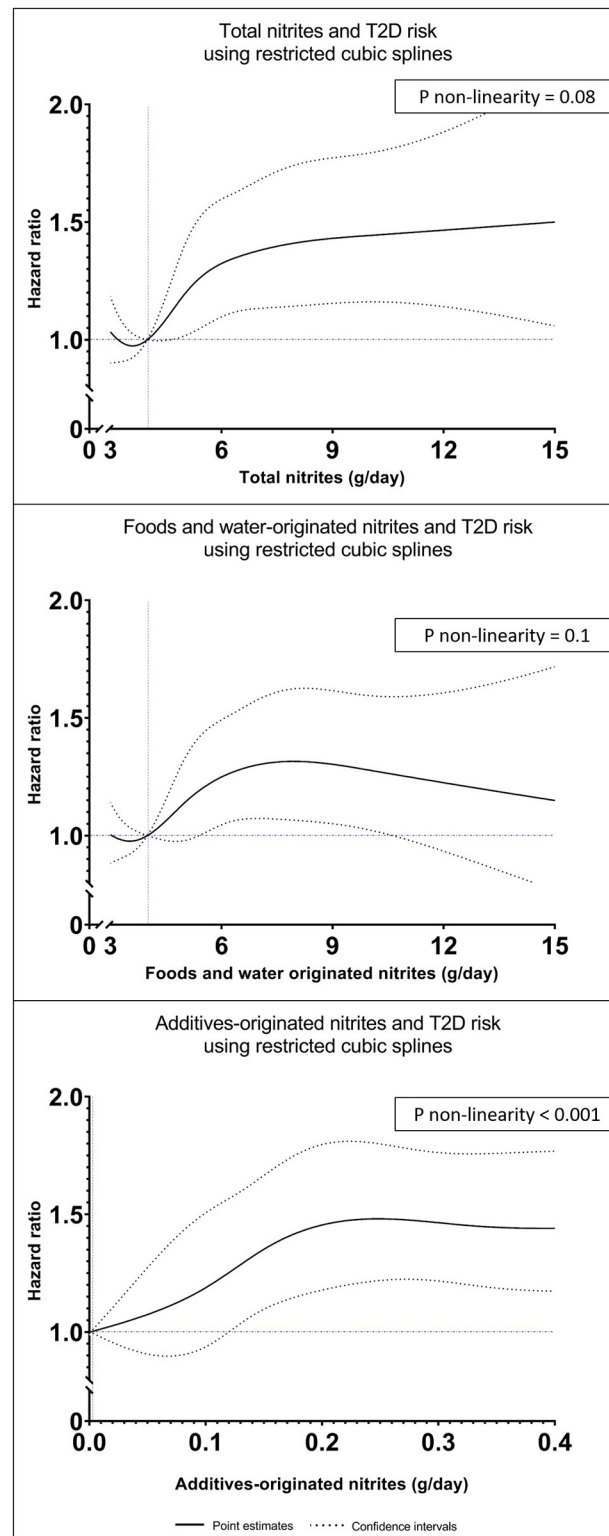 Total nitrites and T2D risk
using restricted cubic splines
P non-linearity = 0.08
2.0
1.5
1.0
0
Hazard ratio
0 3 6 9 12 15
Total nitrites (g/day)
Foods and water-originated nitrites and T2D risk
using restricted cubic splines
P non-linearity = 0.1
2.0
1.5
1.0
0
Hazard ratio
0 3 6 9 12 15
Foods and water originated nitrites (g/day)
Additives-originated nitrites and T2D risk
using restricted cubic splines
P non-linearity < 0.001
2.0
1.5
1.0
0
Hazard ratio
0.0 0.1 0.2 0.3 0.4
Additives-originated nitrites (g/day)
Point estimates Confidence intervals